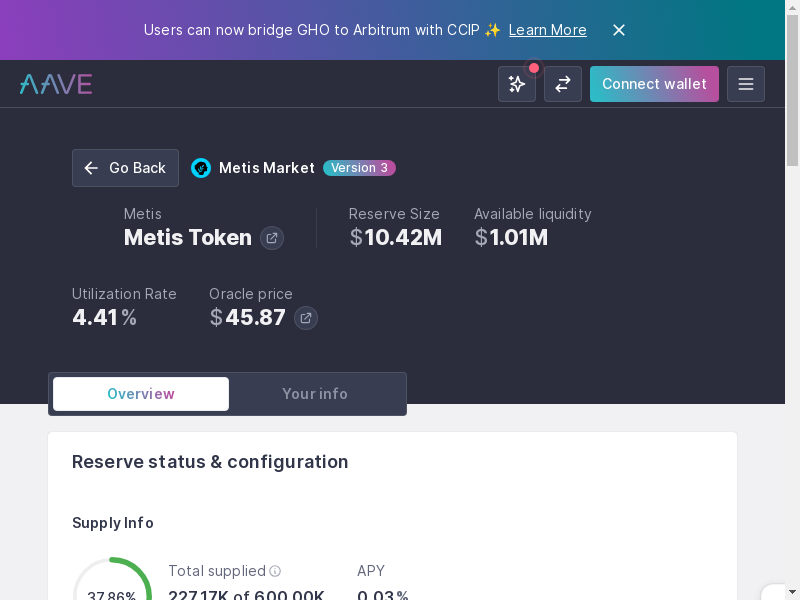 Users can now bridge GHO to Arbitrum with CCIP ✨ Learn More
AAVE
Connect wallet
Go Back
Metis Market
Version 3
Metis
Metis Token
Reserve Size
$10.42M
Available liquidity
$1.01M
Utilization Rate
4.41%
Oracle price
$45.87
Overview
Your info
Reserve status & configuration
Supply Info
37.86%
Total supplied
227.17K of 600.00K
APY
0.03%